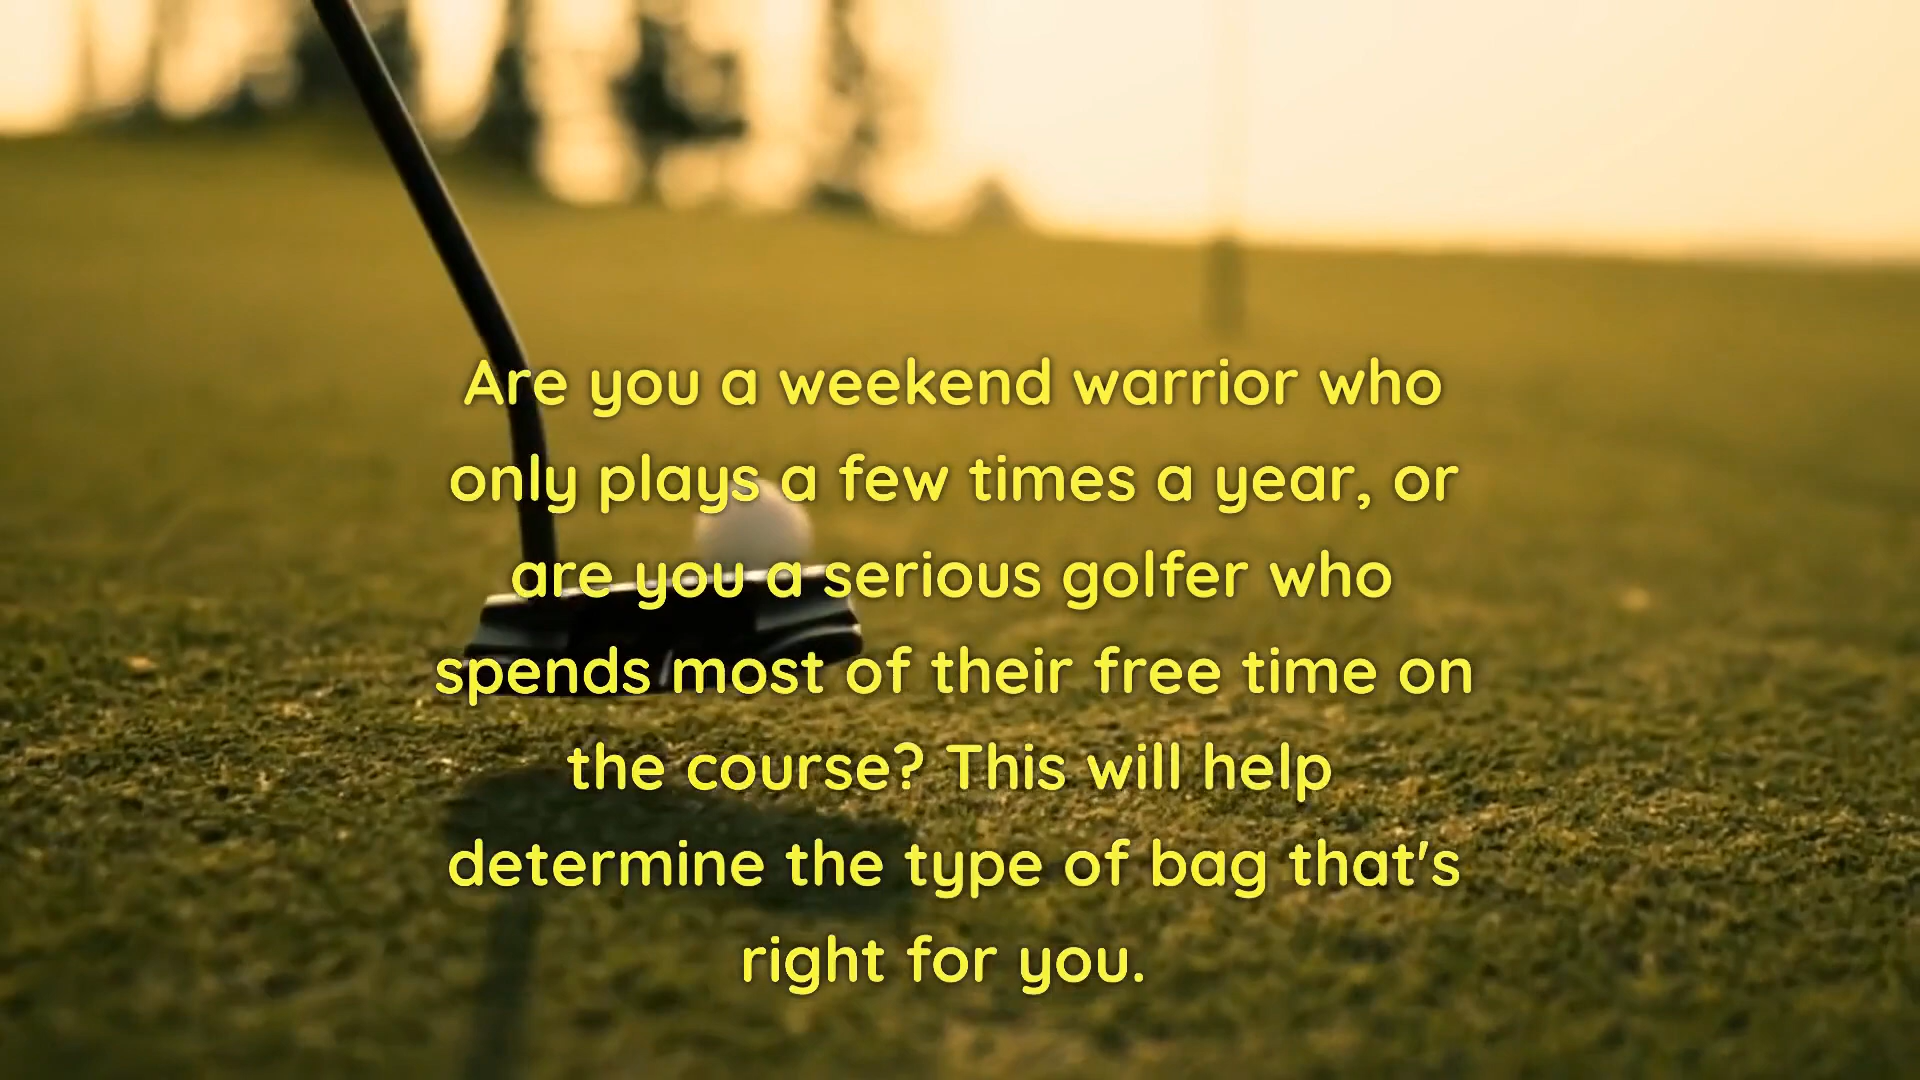 Are you a weekend warrior who
only plays a few times a year, or
are you a serious golfer who
spends most of their free time on
the course? This will help
determine the type of bag that's
right for you.